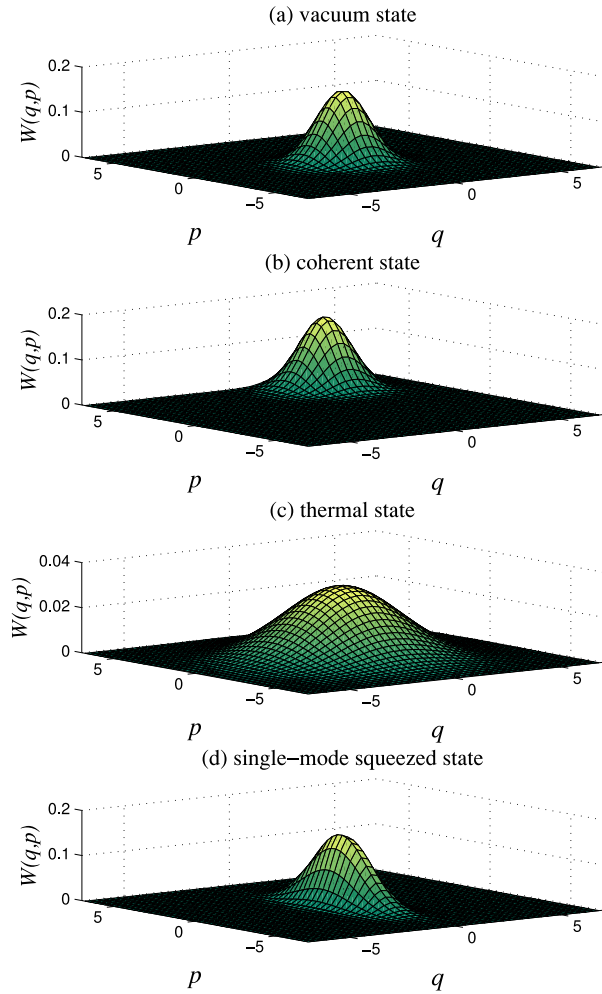 (a) vacuum state
0.2
0.1
0
W(q,p)
5
0
−5
−5
0
5
p
q
(b) coherent state
0.2
0.1
0
W(q,p)
5
0
−5
−5
0
5
p
q
(c) thermal state
0.04
0.02
0
W(q,p)
5
0
−5
−5
0
5
p
q
(d) single−mode squeezed state
0.2
0.1
0
W(q,p)
5
0
−5
−5
0
5
p
q